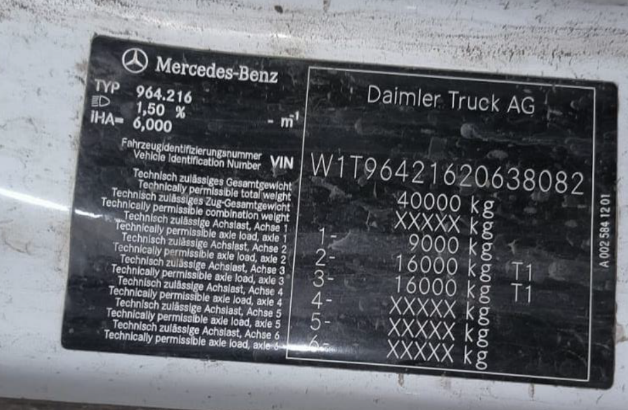 Mercedes-Benz
TYP 964.216
1,50 %
iHA= 6,000 - m⁻¹
Daimler Truck AG
Fahrzeugidentifizierungsnummer
Vehicle Identification Number VIN W1T96421620638082
Technisch zulässiges Gesamtgewicht
Technically permissible total weight 40000 kg
Technisch zulässiges Zug-Gesamtgewicht
Technically permissible combination weight XXXXX kg
Technisch zulässige Achslast, Achse 1
Technically permissible axle load, axle 1 1- 9000 kg
Technisch zulässige Achslast, Achse 2
Technically permissible axle load, axle 2 2- 16000 kg T1
Technisch zulässige Achslast, Achse 3
Technically permissible axle load, axle 3 3- 16000 kg T1
Technisch zulässige Achslast, Achse 4
Technically permissible axle load, axle 4 4- XXXXX kg
Technisch zulässige Achslast, Achse 5
Technically permissible axle load, axle 5 5- XXXXX kg
Technisch zulässige Achslast, Achse 6
Technically permissible axle load, axle 6 6- XXXXX kg
A 002 584 12 01